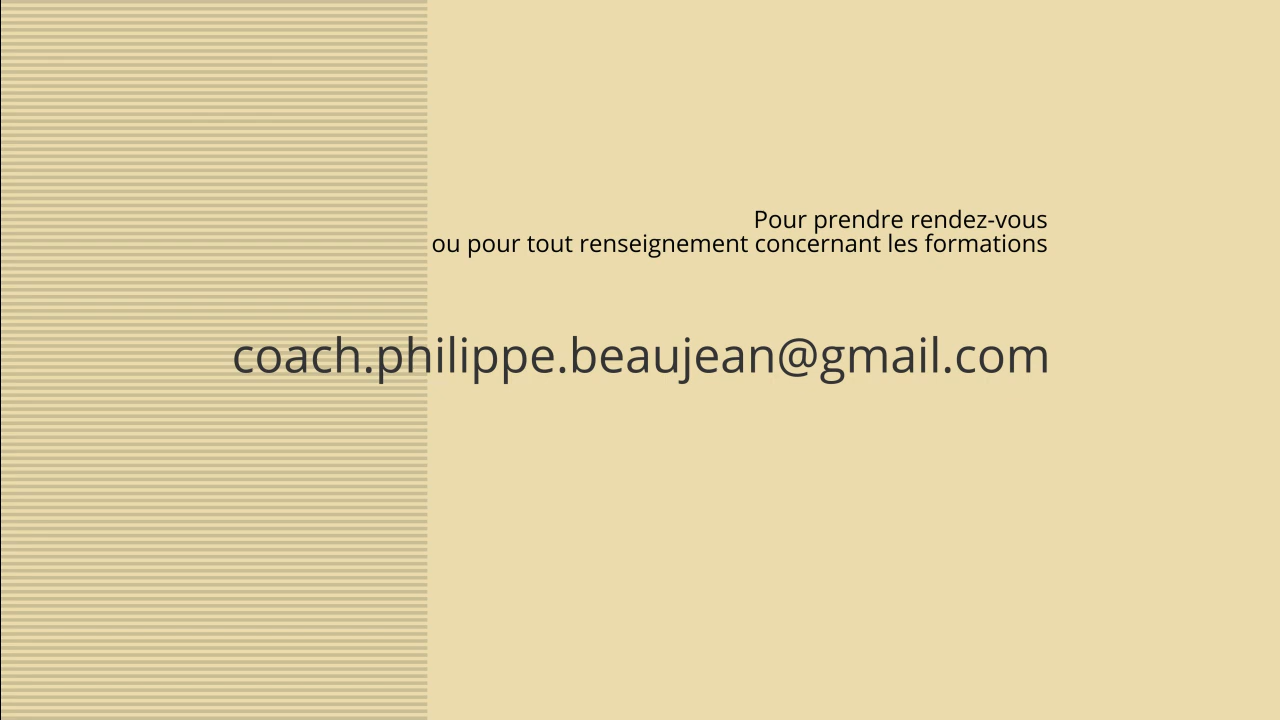 Pour prendre rendez-vous
ou pour tout renseignement concernant les formations
coach.philippe.beaujean@gmail.com